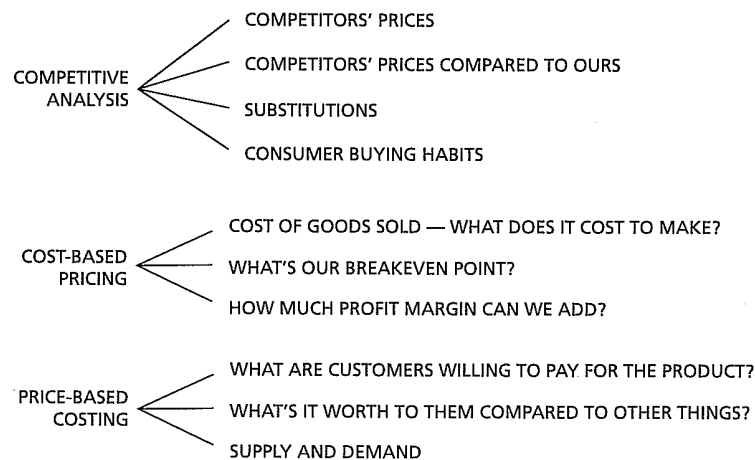 COMPETITORS' PRICES
COMPETITIVE
ANALYSIS
COMPETITORS' PRICES COMPARED TO OURS
SUBSTITUTIONS
CONSUMER BUYING HABITS
COST-BASED
PRICING
COST OF GOODS SOLD — WHAT DOES IT COST TO MAKE?
WHAT'S OUR BREAKEVEN POINT?
HOW MUCH PROFIT MARGIN CAN WE ADD?
PRICE-BASED
COSTING
WHAT ARE CUSTOMERS WILLING TO PAY FOR THE PRODUCT?
WHAT'S IT WORTH TO THEM COMPARED TO OTHER THINGS?
SUPPLY AND DEMAND